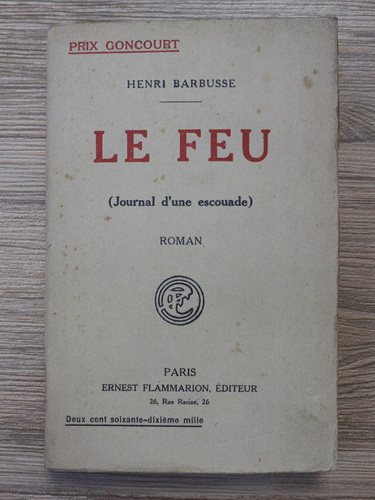 PRIX GONCOURT
HENRI BARBUSSE
LE FEU
(Journal d'une escouade)
ROMAN
PARIS
ERNEST FLAMMARION, ÉDITEUR
26, Rue Racine, 26
Deux cent soixante-dixième mille